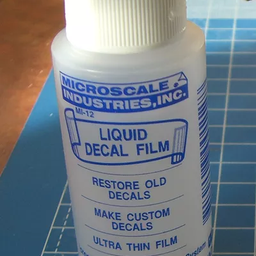 MICROSCALE
INDUSTRIES, INC.
MI-12
LIQUID
DECAL FILM
RESTORE OLD
DECALS
MAKE CUSTOM
DECALS
ULTRA THIN FILM